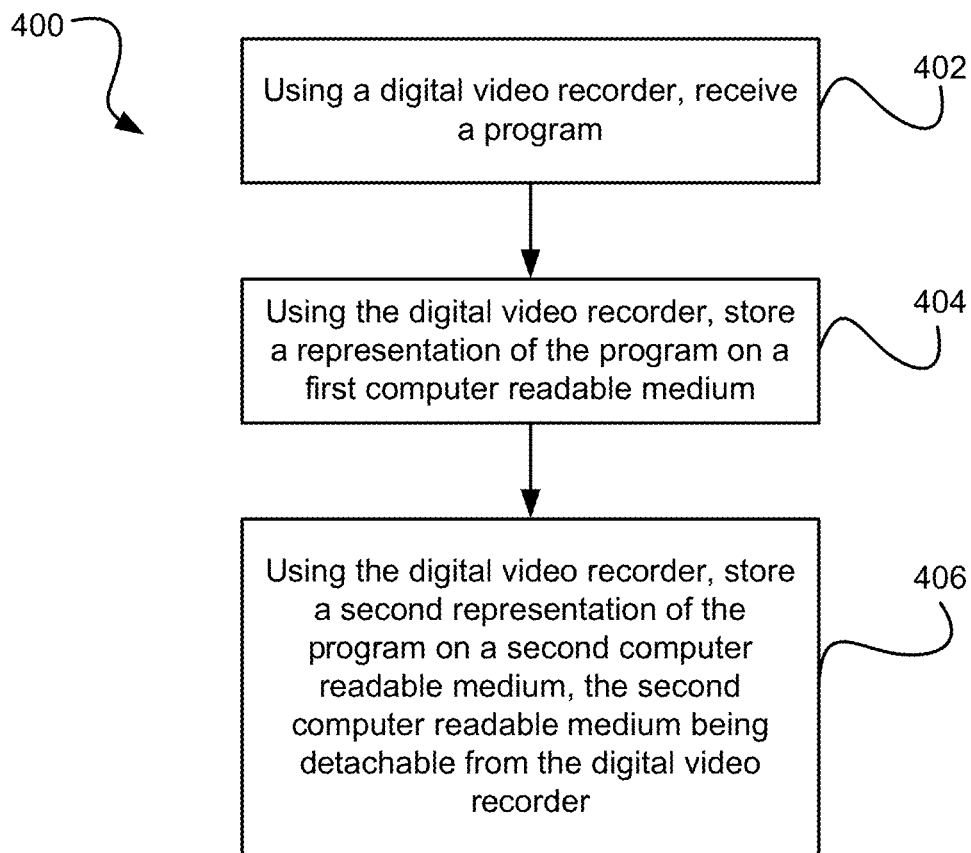 400
Using a digital video recorder, receive
a program
402
Using the digital video recorder, store
a representation of the program on a
first computer readable medium
404
Using the digital video recorder, store
a second representation of the
program on a second computer
readable medium, the second
computer readable medium being
detachable from the digital video
recorder
406